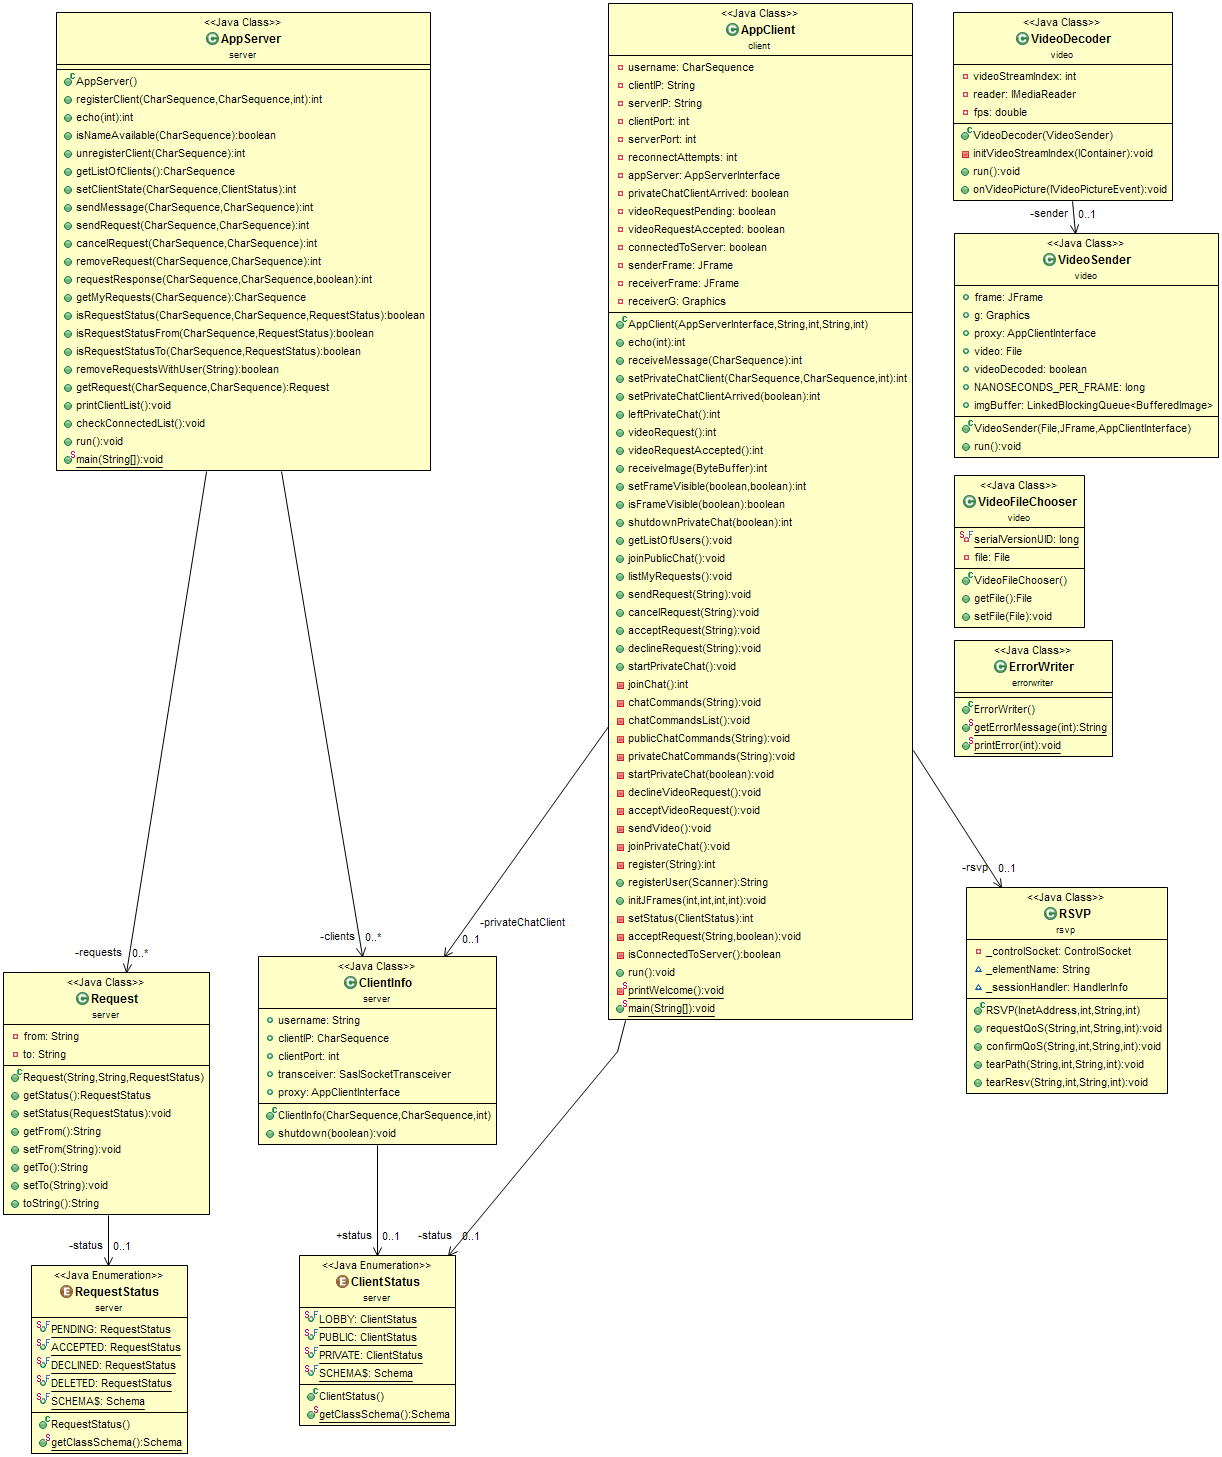 <<Java Class>>
AppServer
server
AppServer()
registerClient(CharSequence,CharSequence,int):int
echo(int):int
isNameAvailable(CharSequence):boolean
unregisterClient(CharSequence):int
getListOfClients():CharSequence
setClientState(CharSequence,ClientStatus):int
sendMessage(CharSequence,CharSequence):int
sendRequest(CharSequence,CharSequence):int
cancelRequest(CharSequence,CharSequence):int
removeRequest(CharSequence,CharSequence):int
requestResponse(CharSequence,CharSequence,boolean):int
getMyRequests(CharSequence):CharSequence
isRequestStatus(CharSequence,CharSequence,RequestStatus):boolean
isRequestStatusFrom(CharSequence,RequestStatus):boolean
isRequestStatusTo(CharSequence,RequestStatus):boolean
removeRequestsWithUser(String):boolean
getRequest(CharSequence,CharSequence):Request
printClientList():void
checkConnectedList():void
run():void
main(String[]):void
<<Java Class>>
AppClient
client
username: CharSequence
clientIP: String
serverIP: String
clientPort: int
serverPort: int
reconnectAttempts: int
appServer: AppServerInterface
privateChatClientArrived: boolean
videoRequestPending: boolean
videoRequestAccepted: boolean
connectedToServer: boolean
senderFrame: JFrame
receiverFrame: JFrame
receiverG: Graphics
AppClient(AppServerInterface,String,int,String,int)
echo(int):int
receiveMessage(CharSequence):int
setPrivateChatClient(CharSequence,CharSequence,int):int
setPrivateChatClientArrived(boolean):int
leftPrivateChat():int
videoRequest():int
videoRequestAccepted():int
receiveImage(ByteBuffer):int
setFrameVisible(boolean,boolean):int
isFrameVisible(boolean):boolean
shutdownPrivateChat(boolean):int
getListOfUsers():void
joinPublicChat():void
listMyRequests():void
sendRequest(String):void
cancelRequest(String):void
acceptRequest(String):void
declineRequest(String):void
startPrivateChat():void
joinChat():int
chatCommands(String):void
chatCommandsList():void
publicChatCommands(String):void
privateChatCommands(String):void
startPrivateChat(boolean):void
declineVideoRequest():void
acceptVideoRequest():void
sendVideo():void
joinPrivateChat():void
register(String):int
registerUser(Scanner):String
initJFrames(int,int,int,int):void
setStatus(ClientStatus):int
acceptRequest(String,boolean):void
isConnectedToServer():boolean
run():void
printWelcome():void
main(String[]):void
<<Java Class>>
VideoDecoder
video
videoStreamIndex: int
reader: IMediaReader
fps: double
VideoDecoder(VideoSender)
initVideoStreamIndex(IContainer):void
run():void
onVideoPicture(IVideoPictureEvent):void
-sender 0..1
<<Java Class>>
VideoSender
video
frame: JFrame
g: Graphics
proxy: AppClientInterface
video: File
videoDecoded: boolean
NANOSECONDS_PER_FRAME: long
imgBuffer: LinkedBlockingQueue<BufferedImage>
VideoSender(File,JFrame,AppClientInterface)
run():void
<<Java Class>>
VideoFileChooser
video
serialVersionUID: long
file: File
VideoFileChooser()
getFile():File
setFile(File):void
<<Java Class>>
ErrorWriter
errorwriter
ErrorWriter()
getErrorMessage(int):String
printError(int):void
-rsvp 0..1
<<Java Class>>
RSVP
rsvp
_controlSocket: ControlSocket
_elementName: String
_sessionHandler: HandlerInfo
RSVP(InetAddress,int,String,int)
requestQoS(String,int,String,int):void
confirmQoS(String,int,String,int):void
tearPath(String,int,String,int):void
tearResv(String,int,String,int):void
-requests 0..*
-clients 0..*
-privateChatClient
0..1
<<Java Class>>
Request
server
from: String
to: String
Request(String,String,RequestStatus)
getStatus():RequestStatus
setStatus(RequestStatus):void
getFrom():String
setFrom(String):void
getTo():String
setTo(String):void
toString():String
<<Java Class>>
ClientInfo
server
username: String
clientIP: CharSequence
clientPort: int
transceiver: SaslSocketTransceiver
proxy: AppClientInterface
ClientInfo(CharSequence,CharSequence,int)
shutdown(boolean):void
-status 0..1
+status 0..1
-status 0..1
<<Java Enumeration>>
RequestStatus
server
PENDING: RequestStatus
ACCEPTED: RequestStatus
DECLINED: RequestStatus
DELETED: RequestStatus
SCHEMA$: Schema
RequestStatus()
getClassSchema():Schema
<<Java Enumeration>>
ClientStatus
server
LOBBY: ClientStatus
PUBLIC: ClientStatus
PRIVATE: ClientStatus
SCHEMA$: Schema
ClientStatus()
getClassSchema():Schema